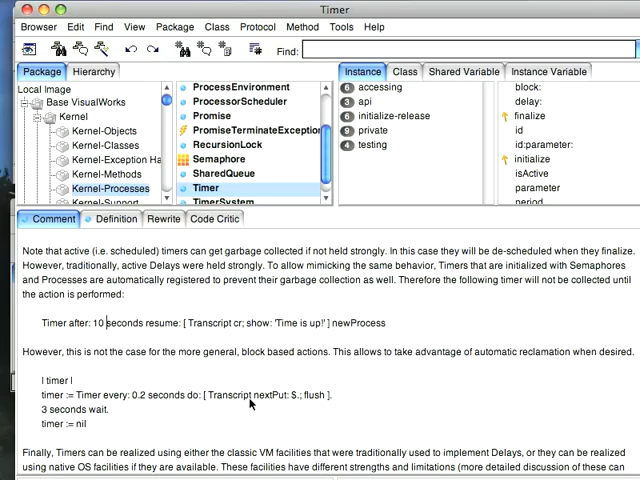 Timer
Browser Edit Find View Package Class Protocol Method Tools Help
Find:
Package Hierarchy
Instance Class Shared Variable Instance Variable
Local Image
Base VisualWorks
Kernel
Kernel-Objects
Kernel-Classes
Kernel-Exception Ha
Kernel-Methods
Kernel-Processes
Kernel-Support
ProcessEnvironment
ProcessorScheduler
Promise
PromiseTerminateException
RecursionLock
Semaphore
SharedQueue
Timer
TimerSystem
6 accessing
3 api
6 initialize-release
9 private
4 testing
block:
delay:
finalize
id
id:parameter:
initialize
isActive
parameter
period
Comment Definition Rewrite Code Critic
Note that active (i.e. scheduled) timers can get garbage collected if not held strongly. In this case they will be de-scheduled when they finalize.
However, traditionally, active Delays were held strongly. To allow mimicking the same behavior, Timers that are initialized with Semaphores
and Processes are automatically registered to prevent their garbage collection as well. Therefore the following timer will not be collected until
the action is performed:
Timer after: 10 seconds resume: [ Transcript cr; show: 'Time is up!' ] newProcess
However, this is not the case for the more general, block based actions. This allows to take advantage of automatic reclamation when desired.
| timer |
timer := Timer every: 0.2 seconds do: [ Transcript nextPut: $.; flush ].
3 seconds wait.
timer := nil
Finally, Timers can be realized using either the classic VM facilities that were traditionally used to implement Delays, or they can be realized
using native OS facilities if they are available. These facilities have different strengths and limitations (more detailed discussion of these can